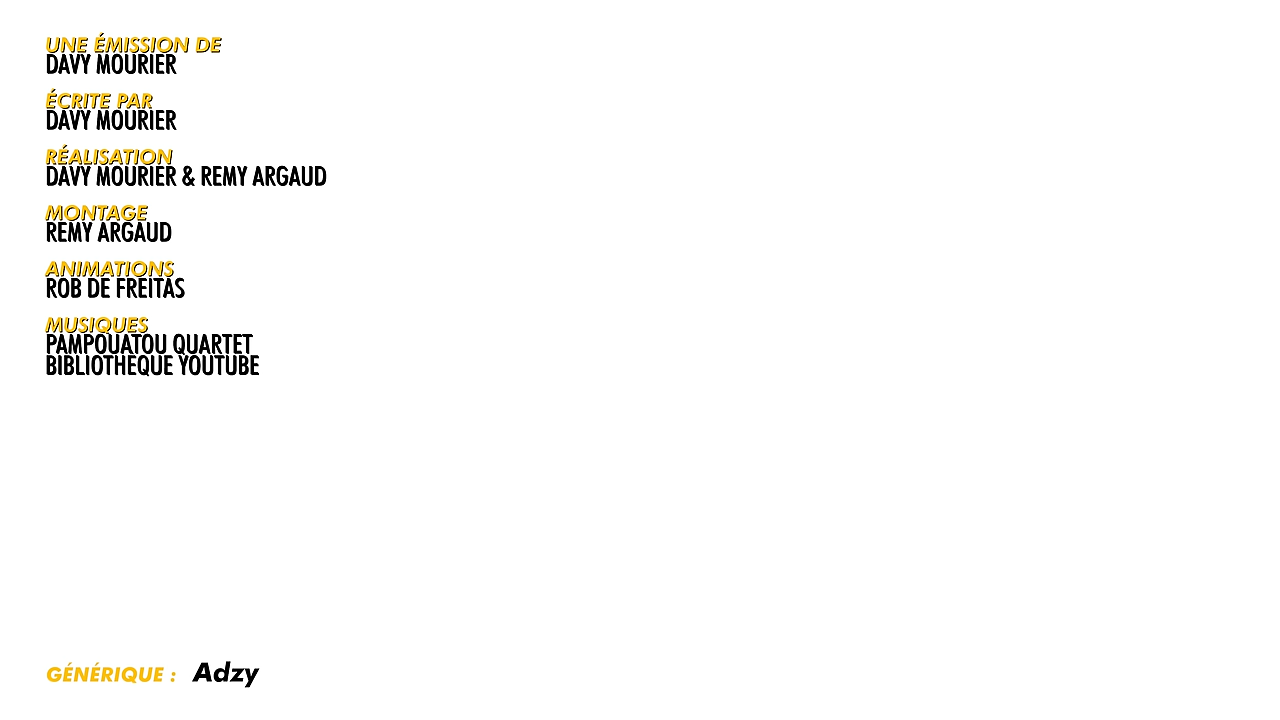 UNE ÉMISSION DE
DAVY MOURIER
ÉCRITE PAR
DAVY MOURIER
RÉALISATION
DAVY MOURIER & REMY ARGAUD
MONTAGE
REMY ARGAUD
ANIMATIONS
ROB DE FREITAS
MUSIQUES
PAMPOUATOU QUARTET
BIBLIOTHEQUE YOUTUBE
GÉNÉRIQUE : Adzy